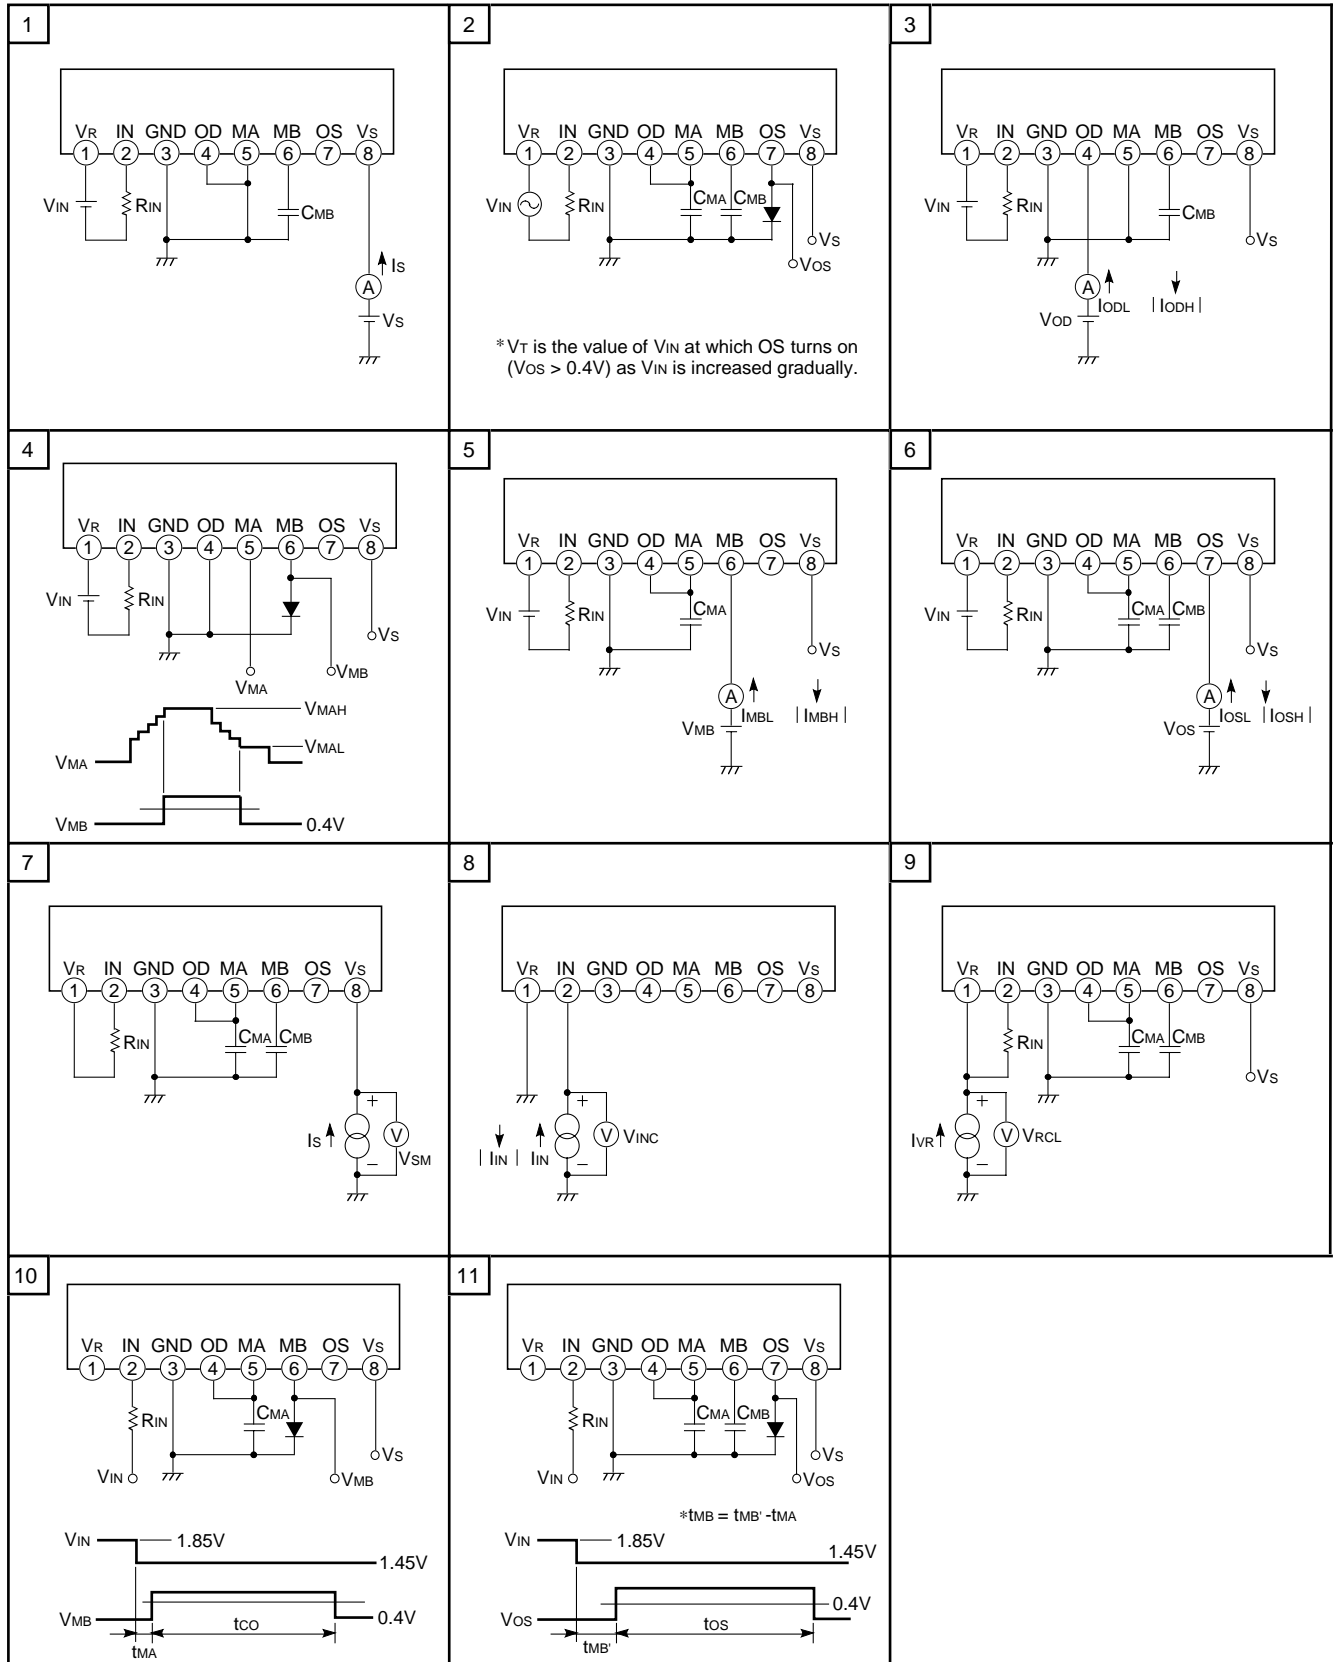 1
VR IN GND OD MA MB OS VS
1 2 3 4 5 6 7 8
VIN RIN CMB
IS
A
VS
2
VR IN GND OD MA MB OS VS
1 2 3 4 5 6 7 8
VIN RIN CMA CMB
VS
VOS
*VT is the value of VIN at which OS turns on
(VOS > 0.4V) as VIN is increased gradually.
3
VR IN GND OD MA MB OS VS
1 2 3 4 5 6 7 8
VIN RIN CMB
VS
A
IODL |IODH|
VOD
4
VR IN GND OD MA MB OS VS
1 2 3 4 5 6 7 8
VIN RIN
VS
VMA VMB
VMAH
VMAL
VMA
VMB 0.4V
5
VR IN GND OD MA MB OS VS
1 2 3 4 5 6 7 8
VIN RIN CMA
VS
A
IMBL |IMBH|
VMB
6
VR IN GND OD MA MB OS VS
1 2 3 4 5 6 7 8
VIN RIN CMA CMB
VS
A
IOSL |IOSH|
VOS
7
VR IN GND OD MA MB OS VS
1 2 3 4 5 6 7 8
RIN CMA CMB
+
IS V
VSM
−
8
VR IN GND OD MA MB OS VS
1 2 3 4 5 6 7 8
+
|IIN| IIN V VINC
−
9
VR IN GND OD MA MB OS VS
1 2 3 4 5 6 7 8
RIN CMA CMB
VS
+
IVR V VRCL
−
10
VR IN GND OD MA MB OS VS
1 2 3 4 5 6 7 8
RIN CMA
VS
VIN VMB
VIN 1.85V
1.45V
VMB tCO 0.4V
tMA
11
VR IN GND OD MA MB OS VS
1 2 3 4 5 6 7 8
RIN CMA CMB
VS
VIN VOS
*tMB = tMB' -tMA
VIN 1.85V
1.45V
VOS tOS 0.4V
tMB'